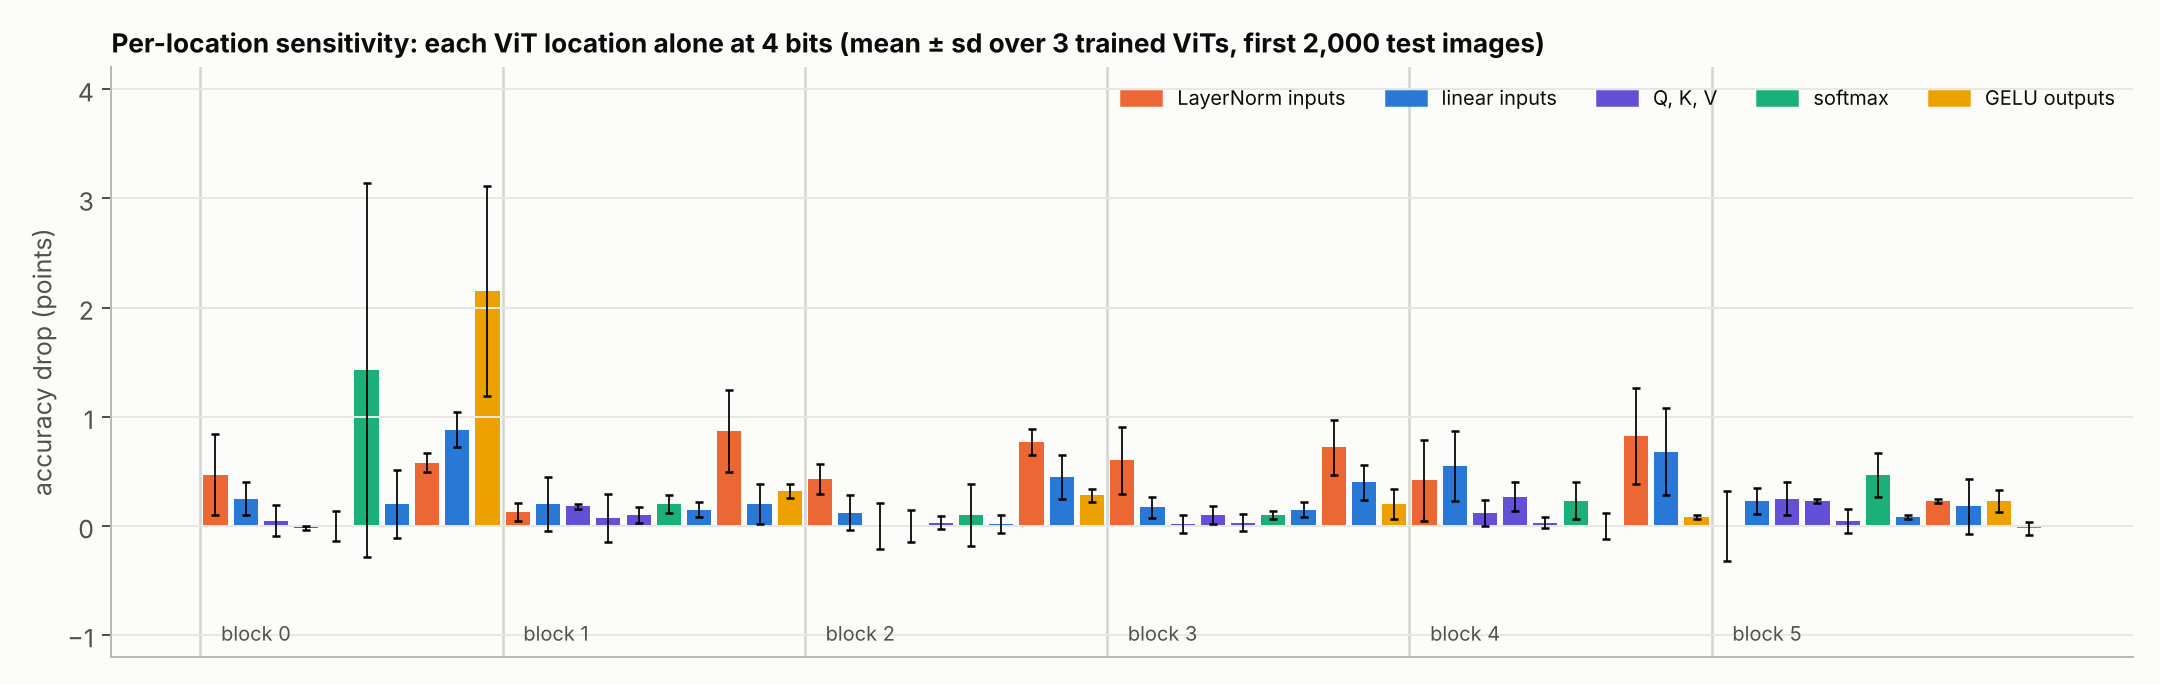 Per-location sensitivity: each ViT location alone at 4 bits (mean ± sd over 3 trained ViTs, first 2,000 test images)
LayerNorm inputs
linear inputs
Q, K, V
softmax
GELU outputs
accuracy drop (points)
4
3
2
1
0
−1
block 0
block 1
block 2
block 3
block 4
block 5